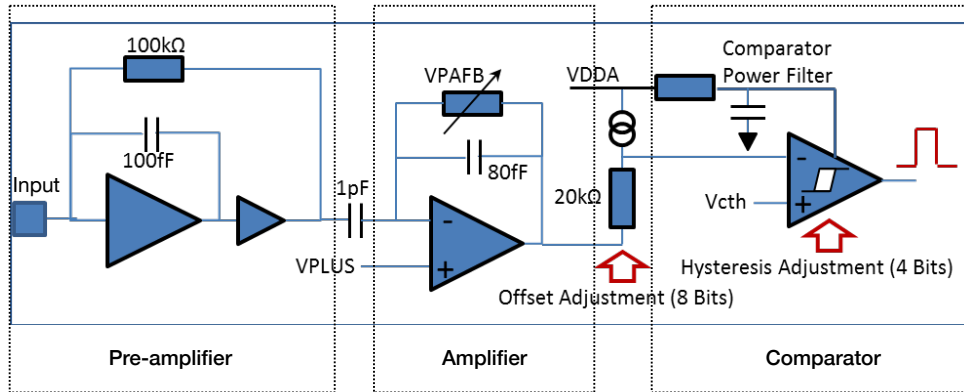 100kΩ
100fF
Input
1pF
VPLUS
VPAFB
80fF
-
+
VDDA
20kΩ
Offset Adjustment (8 Bits)
Comparator
Power Filter
-
Vcth
+
Hysteresis Adjustment (4 Bits)
Pre-amplifier
Amplifier
Comparator